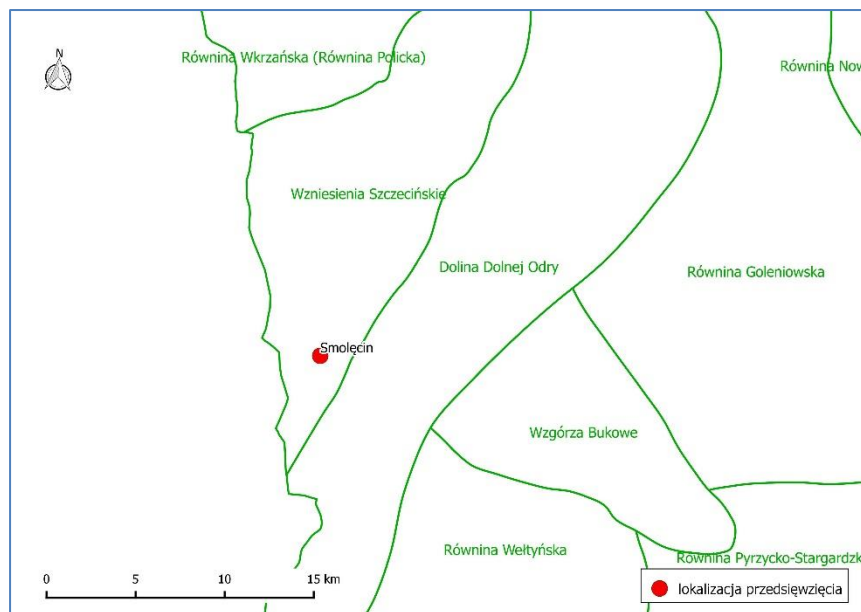 Równina Wkrzańska (Równina Policka)
Równina Now
N
Wzniesienia Szczecińskie
Dolina Dolnej Odry
Równina Goleniowska
Smolęcin
Wzgórza Bukowe
Równina Wełtyńska
Równina Pyrzycko-Stargardzk
0 5 10 15 km
lokalizacja przedsięwzięcia